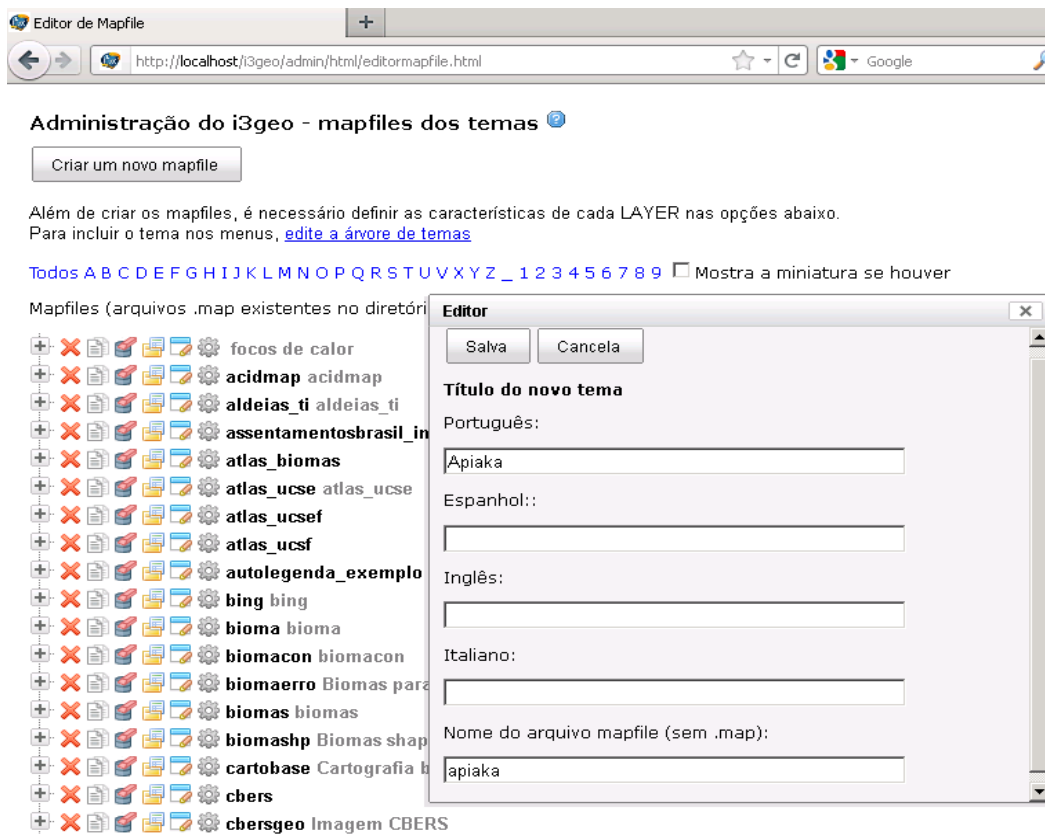 Editor de Mapfile
http://localhost/i3geo/admin/html/editormapfile.html
Google
Administração do i3geo - mapfiles dos temas
Criar um novo mapfile
Além de criar os mapfiles, é necessário definir as características de cada LAYER nas opções abaixo.
Para incluir o tema nos menus, edite a árvore de temas
Todos A B C D E F G H I J K L M N O P Q R S T U V X Y Z _ 1 2 3 4 5 6 7 8 9 Mostra a miniatura se houver
Mapfiles (arquivos .map existentes no diretóri
focos de calor
acidmap acidmap
aldeias_ti aldeias_ti
assentamentosbrasil_in
atlas_biomas
atlas_ucse atlas_ucse
atlas_ucsef
atlas_ucsf
autolegenda_exemplo
bing bing
bioma bioma
biomacon biomacon
biomaerro Biomas para
biomas biomas
biomashp Biomas shap
cartobase Cartografia b
cbers
cbersgeo Imagem CBERS
Editor
Salva Cancela
Título do novo tema
Português:
Apiaka
Espanhol::
Inglês:
Italiano:
Nome do arquivo mapfile (sem .map):
apiaka